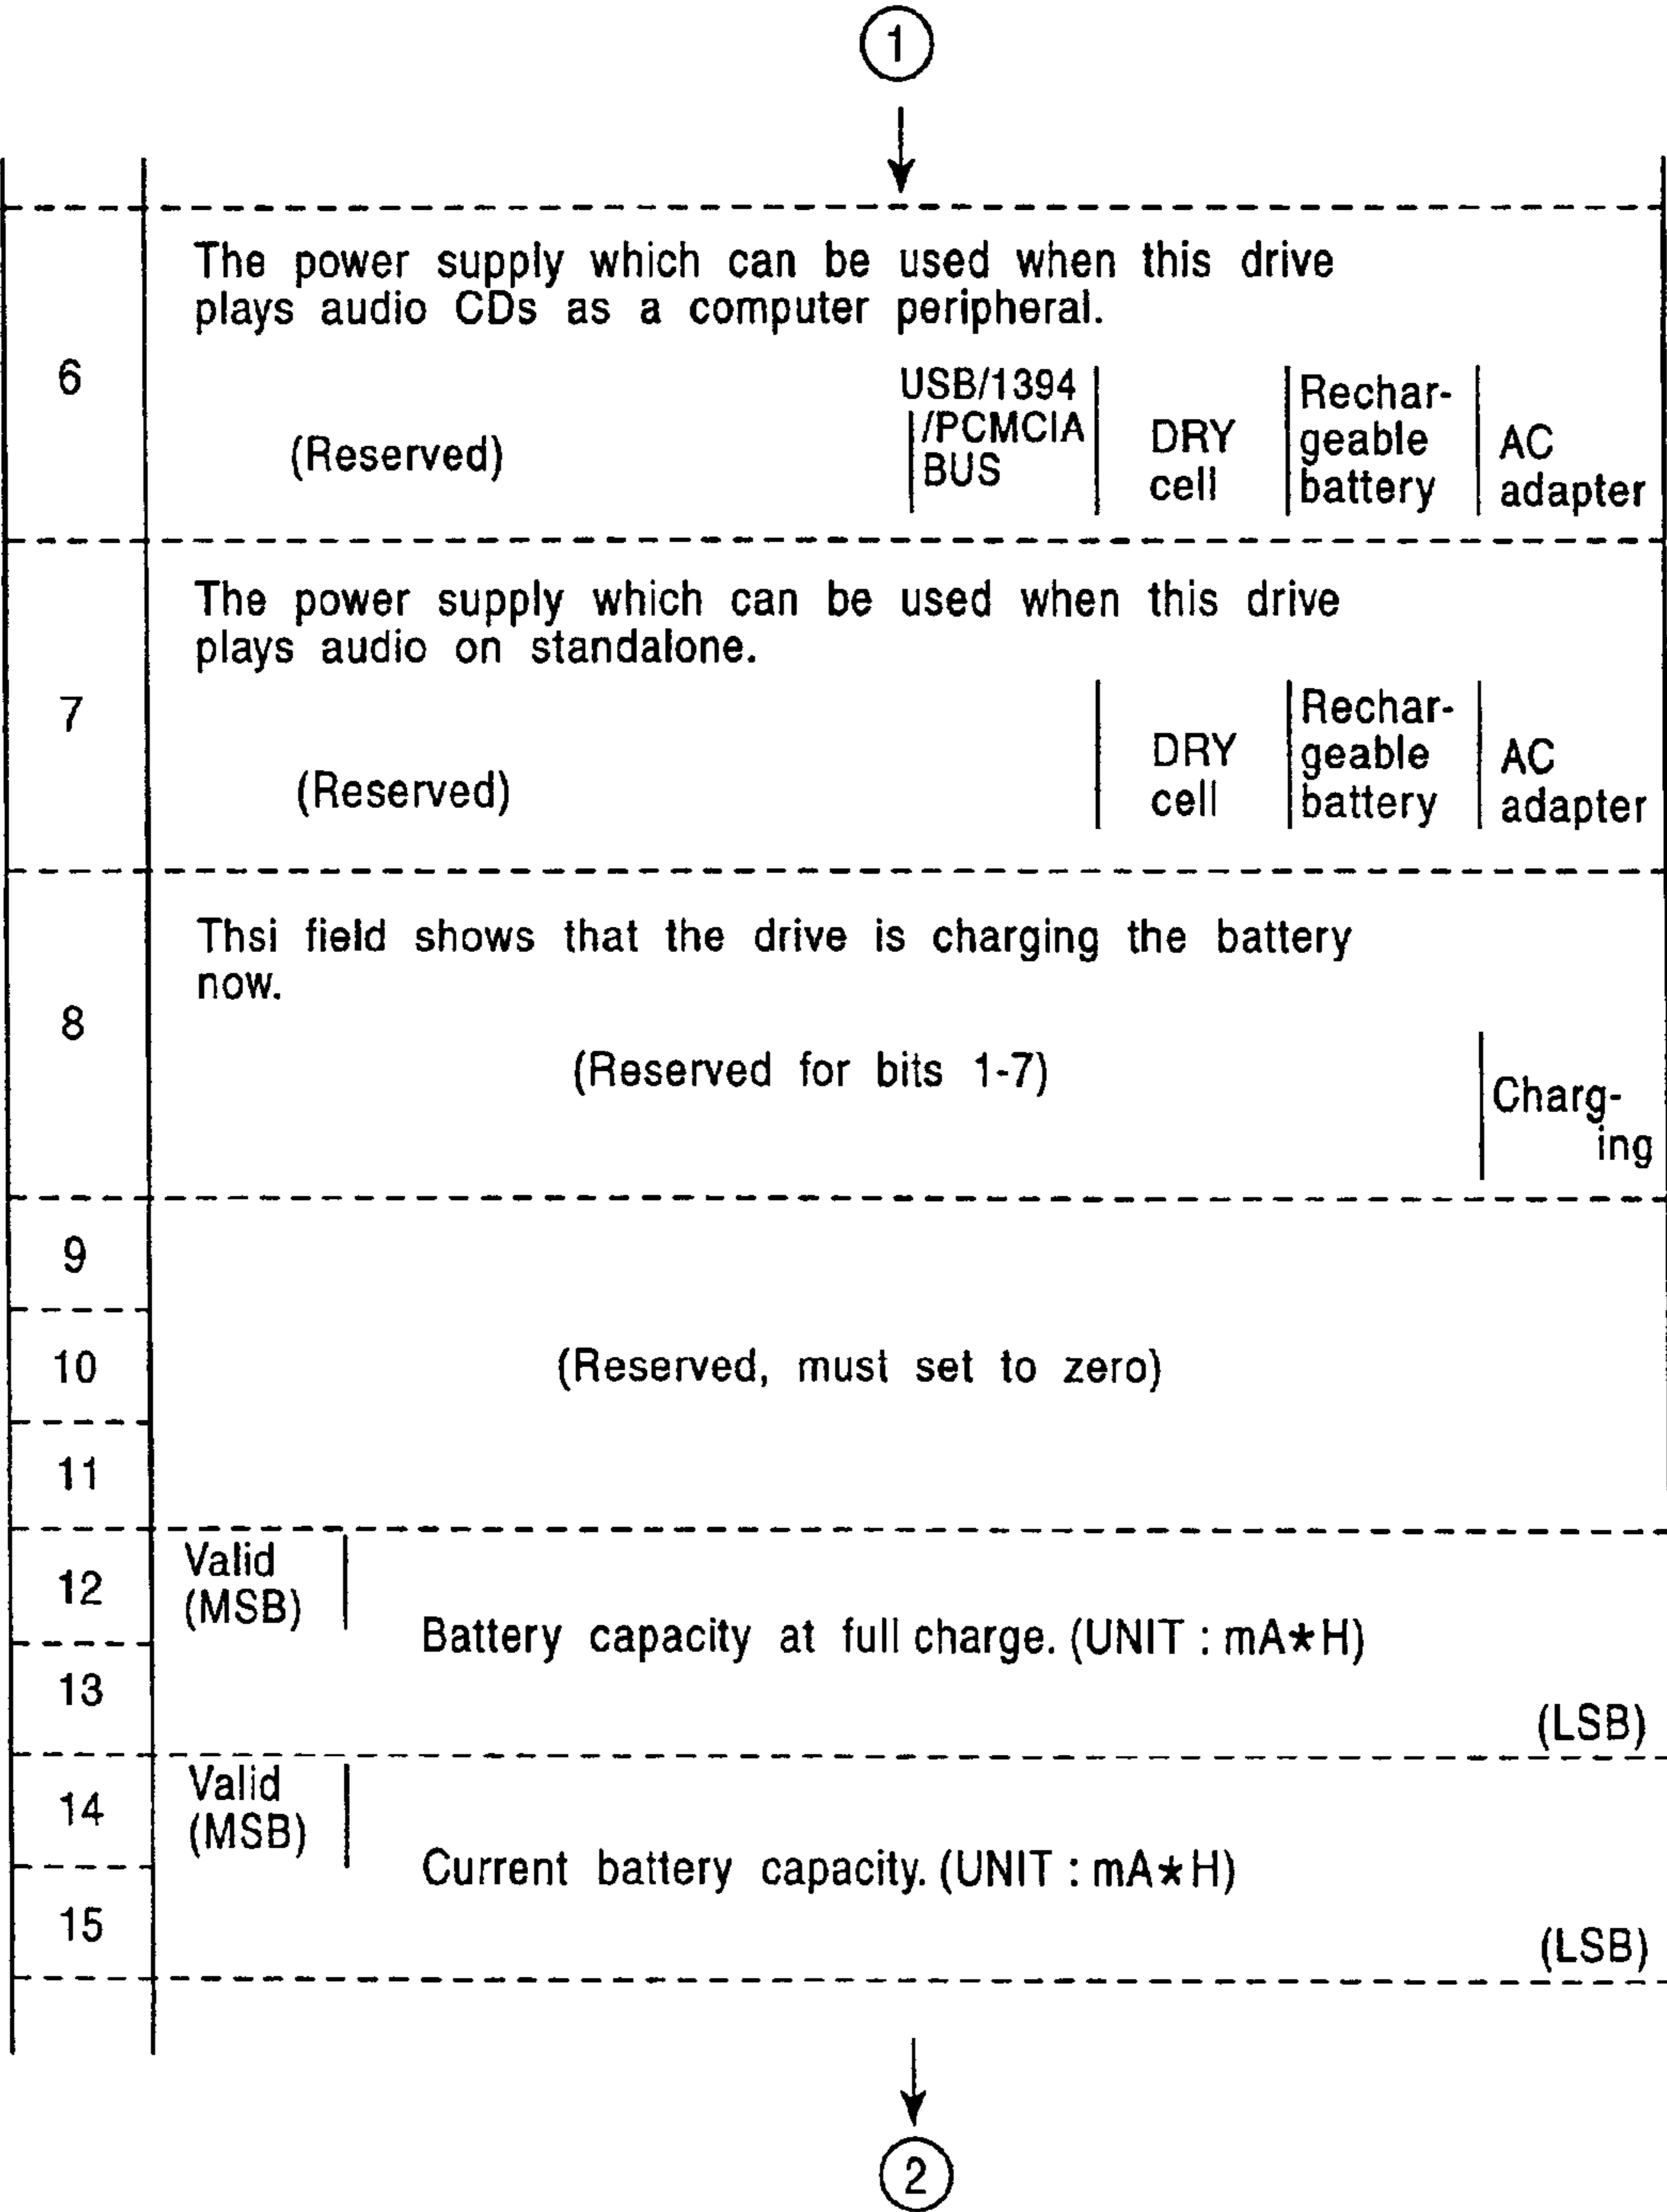 1
The power supply which can be used when this drive
plays audio CDs as a computer peripheral.
6
(Reserved)
USB/1394
/PCMCIA
BUS
DRY
cell
Rechar-
geable
battery
AC
adapter
The power supply which can be used when this drive
plays audio on standalone.
7
(Reserved)
DRY
cell
Rechar-
geable
battery
AC
adapter
Thsi field shows that the drive is charging the battery
now.
8
(Reserved for bits 1-7)
Charg-
ing
9
10
(Reserved, must set to zero)
11
12
Valid
(MSB)
Battery capacity at full charge. (UNIT : mA★H)
13
(LSB)
14
Valid
(MSB)
Current battery capacity. (UNIT : mA★H)
15
(LSB)
2